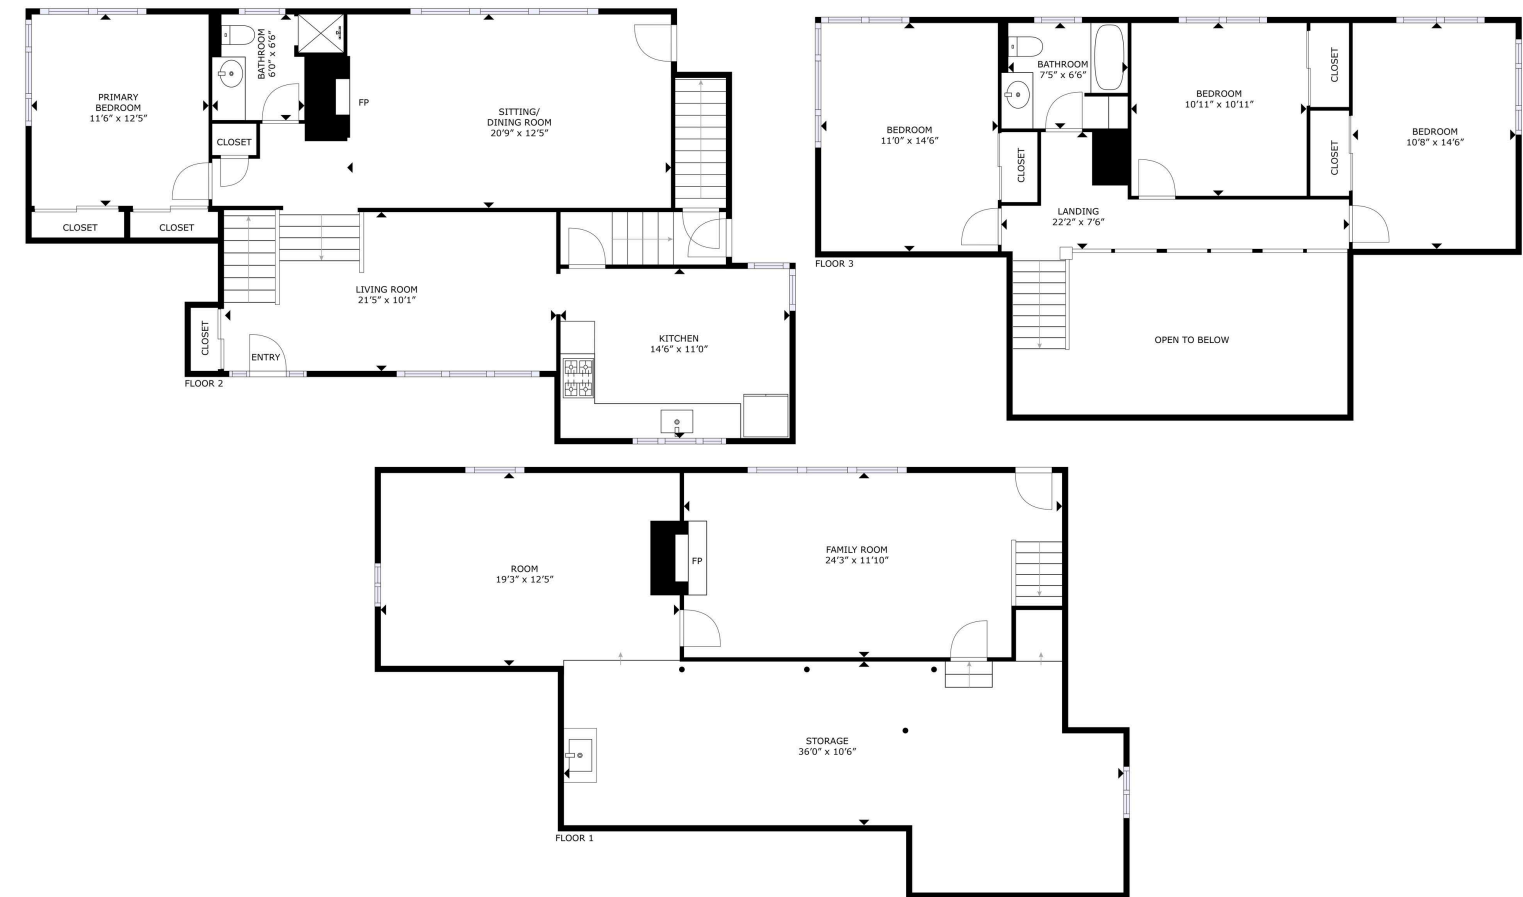 PRIMARY
BEDROOM
11'6" x 12'5"
BATHROOM
6'0" x 6'6"
FP
SITTING/
DINING ROOM
20'9" x 12'5"
CLOSET
CLOSET
CLOSET
LIVING ROOM
21'5" x 10'1"
CLOSET
ENTRY
KITCHEN
14'6" x 11'0"
FLOOR 2
BEDROOM
11'0" x 14'6"
BATHROOM
7'5" x 6'6"
BEDROOM
10'11" x 10'11"
CLOSET
BEDROOM
10'8" x 14'6"
CLOSET
CLOSET
LANDING
22'2" x 7'6"
FLOOR 3
OPEN TO BELOW
ROOM
19'3" x 12'5"
FP
FAMILY ROOM
24'3" x 11'10"
STORAGE
36'0" x 10'6"
FLOOR 1